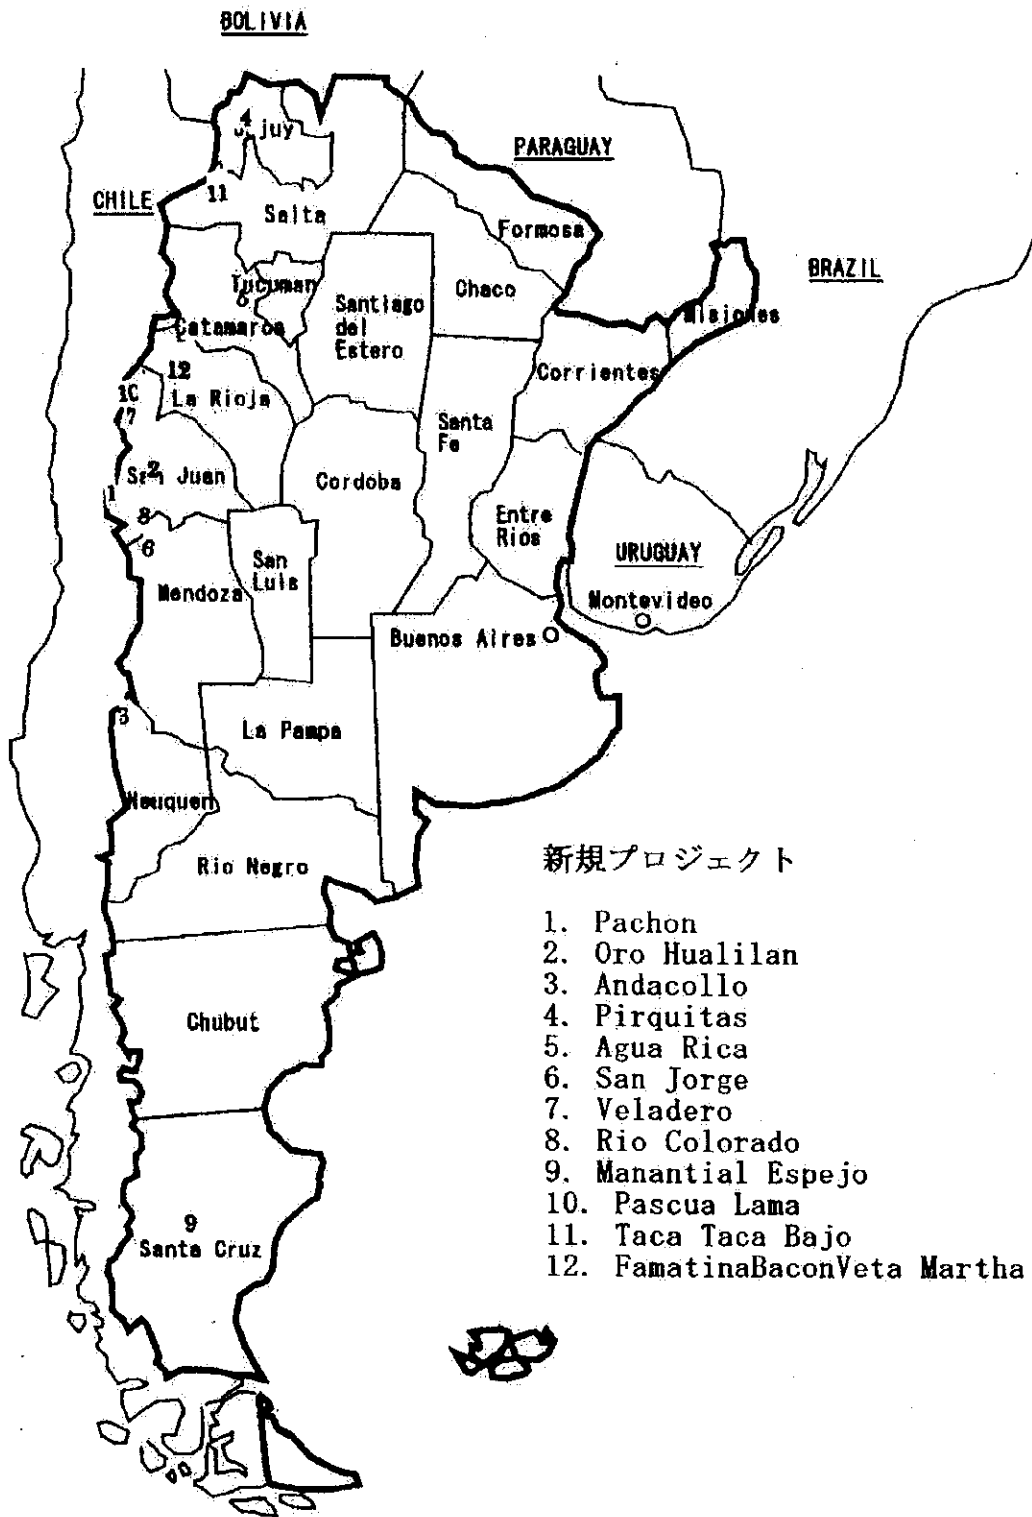 BOLIVIA
4
juy
PARAGUAY
11
CHILE
Salta
Formosa
BRAZIL
Tucuman
Chaco
Santiago
del
Estero
Misiones
Catamarca
12
Corrientes
10
La Rioja
7
Santa
Fe
2
San Juan
Cordoba
1
8
Entre
Rios
6
San
Luis
URUGUAY
Mendoza
Montevideo
Buenos Aires
3
La Pampa
Neuquen
Rio Negro
新規プロジェクト
1. Pachon
2. Oro Hualilan
3. Andacollo
4. Pirquitas
5. Agua Rica
6. San Jorge
7. Veladero
8. Rio Colorado
9. Manantial Espejo
10. Pascua Lama
11. Taca Taca Bajo
12. FamatinaBaconVeta Martha
Chubut
9
Santa Cruz